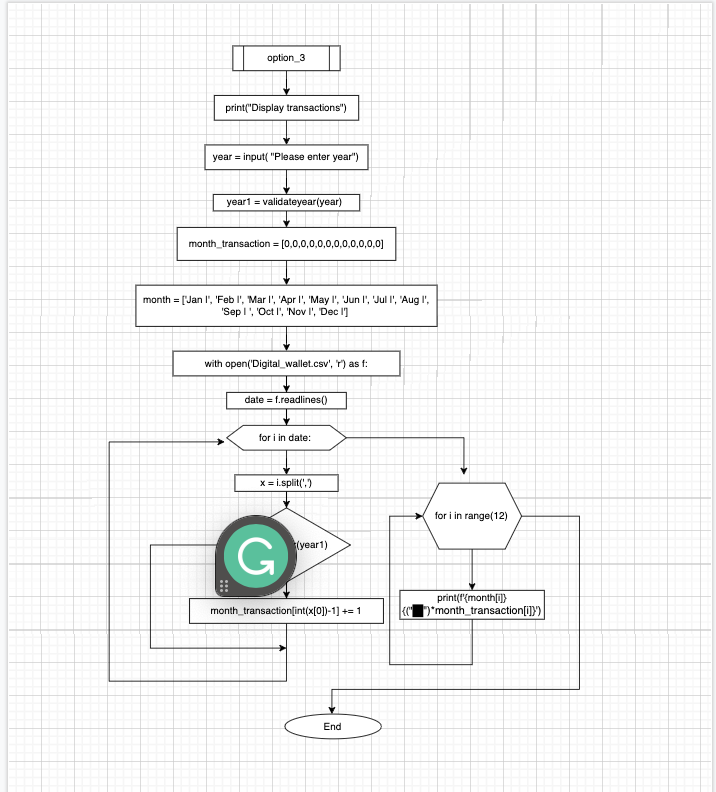 option_3
print("Display transactions")
year = input( "Please enter year")
year1 = validateyear(year)
month_transaction = [0,0,0,0,0,0,0,0,0,0,0,0]
month = ['Jan |', 'Feb |', 'Mar |', 'Apr |', 'May |', 'Jun |', 'Jul |', 'Aug |',
'Sep | ', 'Oct |', 'Nov |', 'Dec |']
with open('Digital_wallet.csv', 'r') as f:
date = f.readlines()
for i in date:
x = i.split(',')
(year1)
month_transaction[int(x[0])-1] += 1
for i in range(12)
print(f'{month[i]}
{("██")*month_transaction[i]}')
End